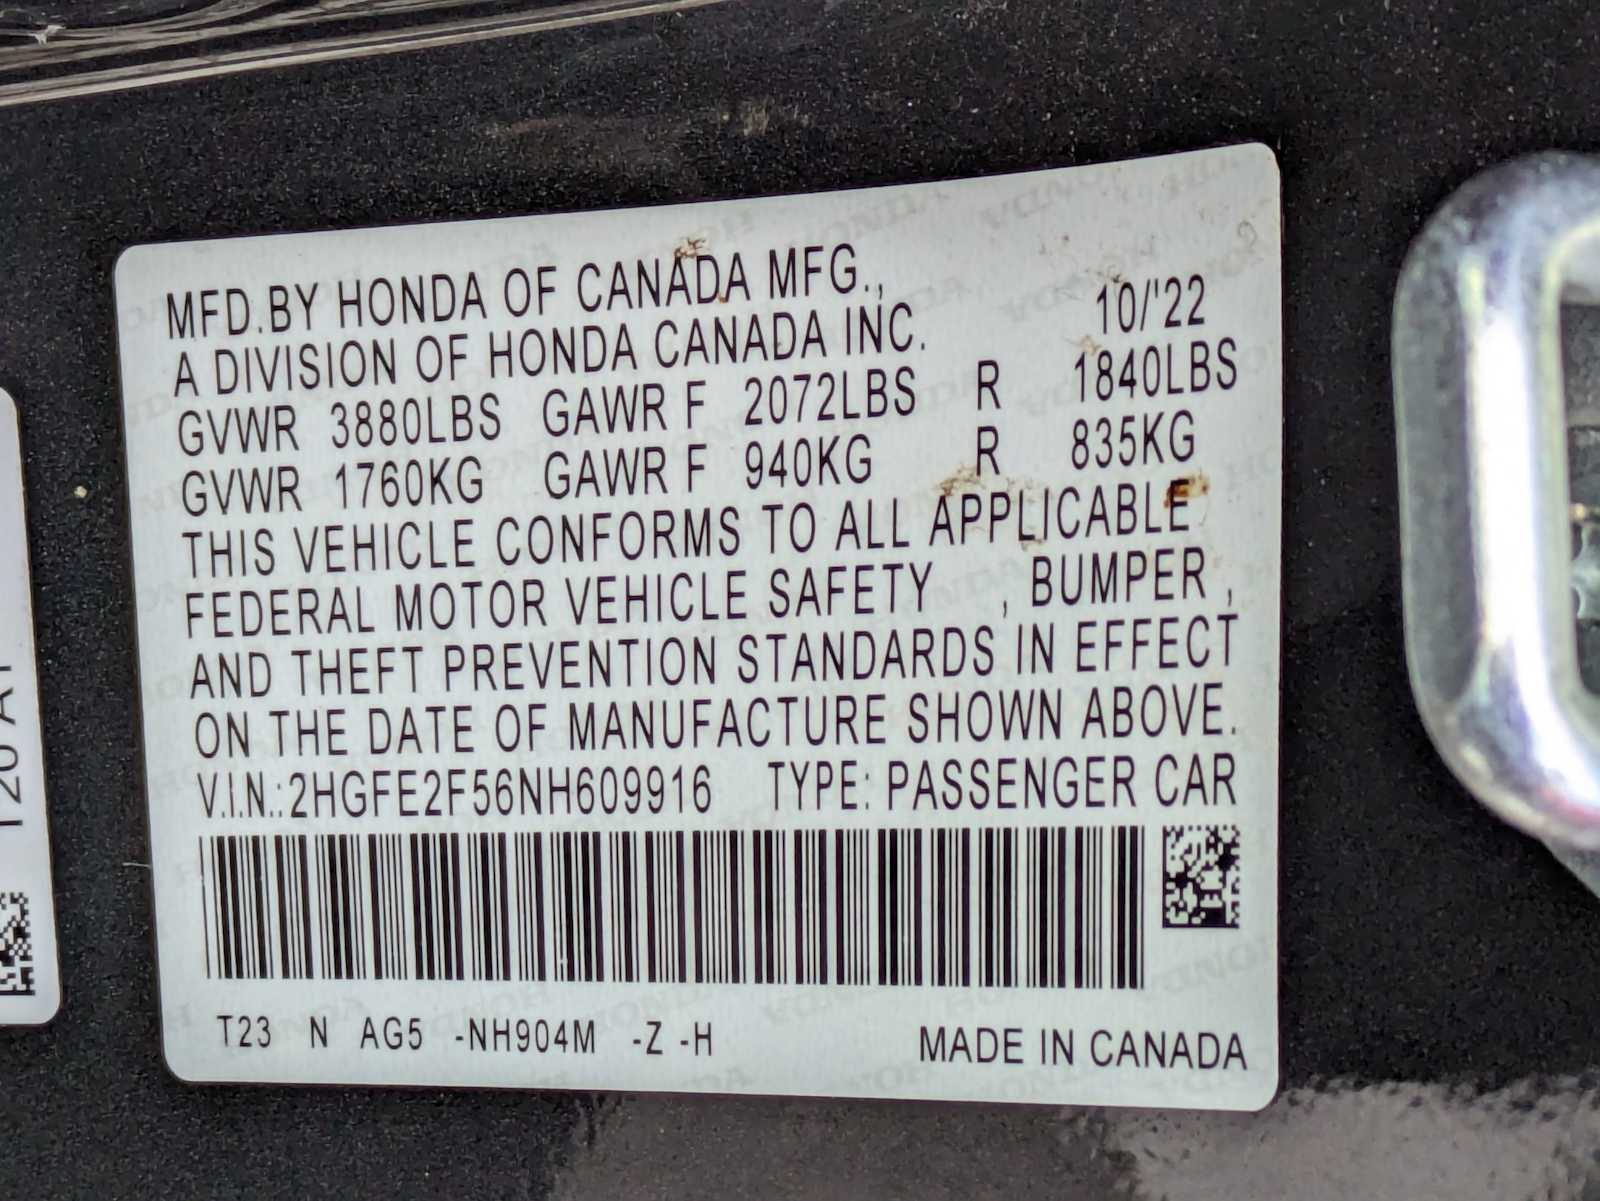 MFD.BY HONDA OF CANADA MFG.,
A DIVISION OF HONDA CANADA INC. 10/'22
GVWR 3880LBS GAWR F 2072LBS R 1840LBS
GVWR 1760KG GAWR F 940KG R 835KG
THIS VEHICLE CONFORMS TO ALL APPLICABLE
FEDERAL MOTOR VEHICLE SAFETY , BUMPER ,
AND THEFT PREVENTION STANDARDS IN EFFECT
ON THE DATE OF MANUFACTURE SHOWN ABOVE.
V.I.N.:2HGFE2F56NH609916 TYPE: PASSENGER CAR
T23 N AG5 -NH904M -Z -H MADE IN CANADA